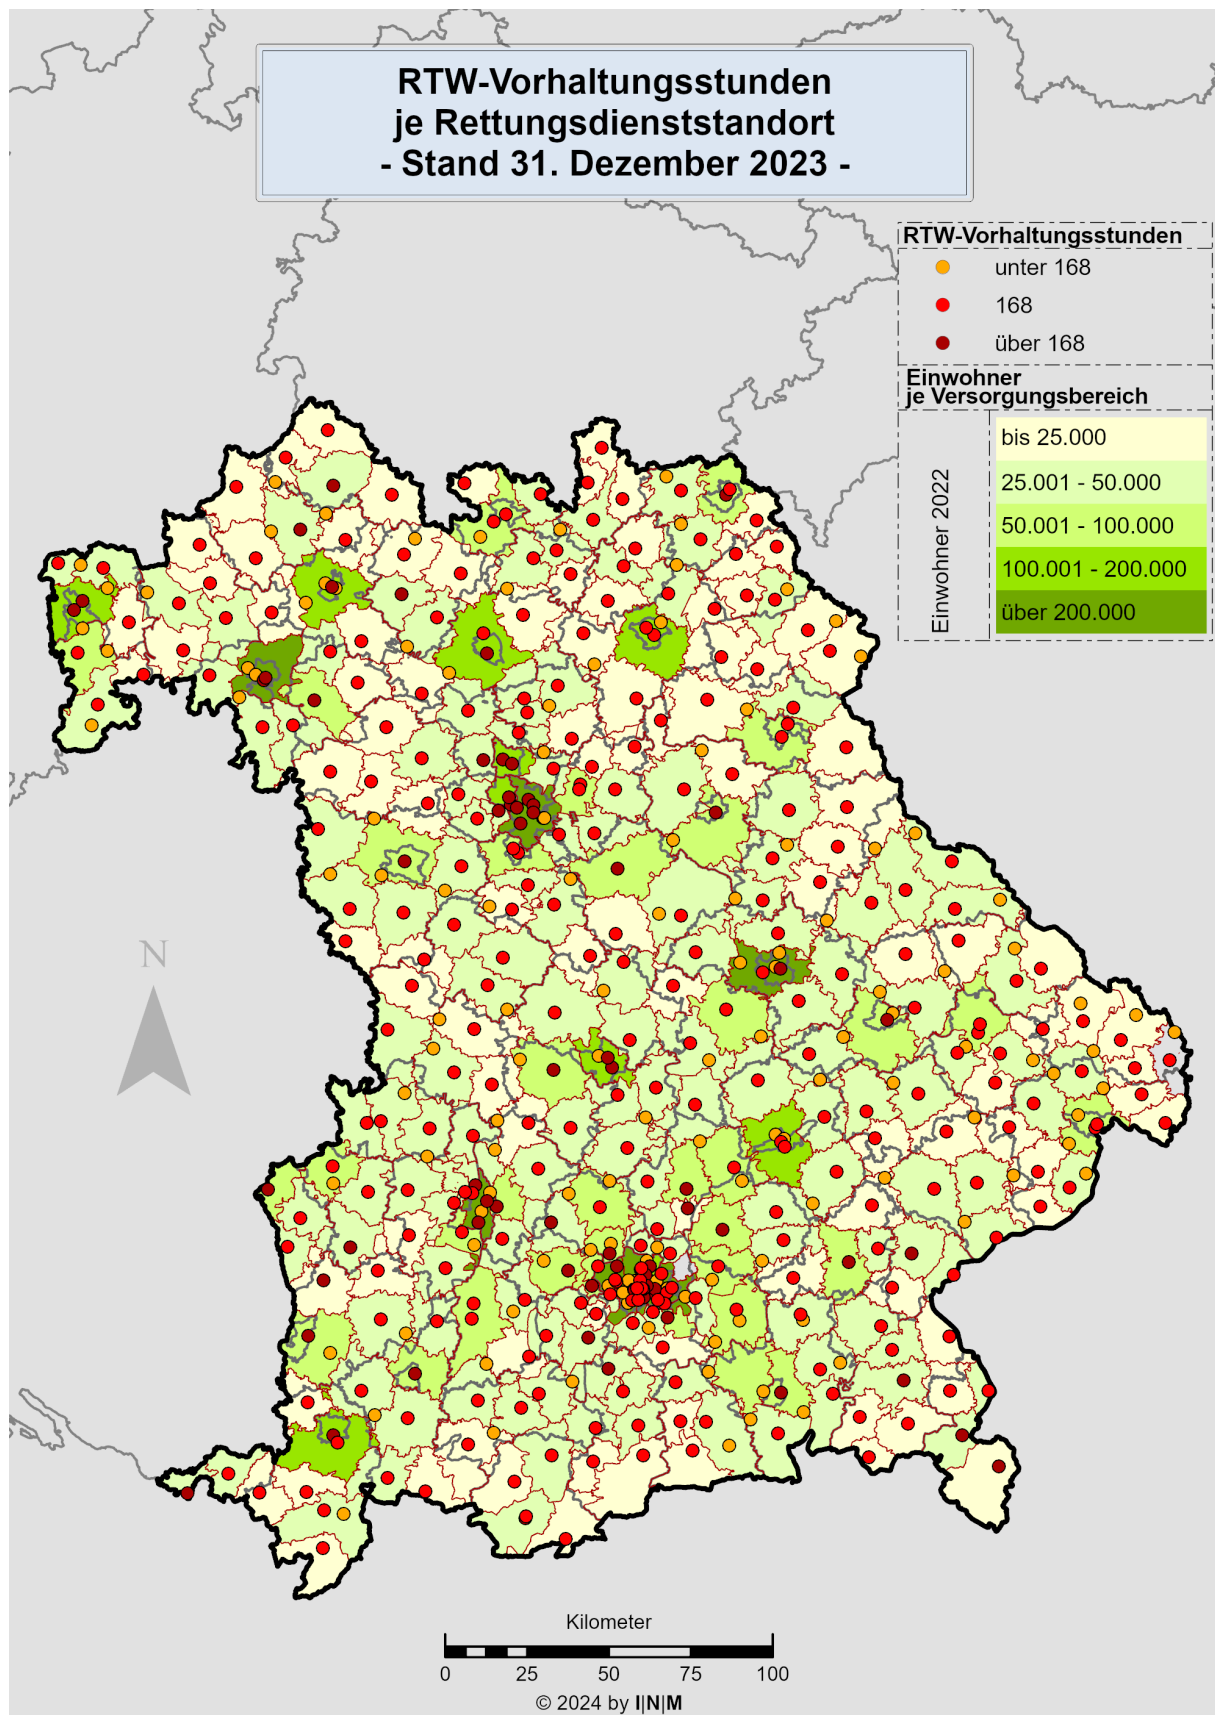 RTW-Vorhaltungsstunden
je Rettungsdienststandort
- Stand 31. Dezember 2023 -
RTW-Vorhaltungsstunden
unter 168
168
über 168
Einwohner
je Versorgungsbereich
Einwohner 2022
bis 25.000
25.001 - 50.000
50.001 - 100.000
100.001 - 200.000
über 200.000
N
Kilometer
0 25 50 75 100
© 2024 by I|N|M